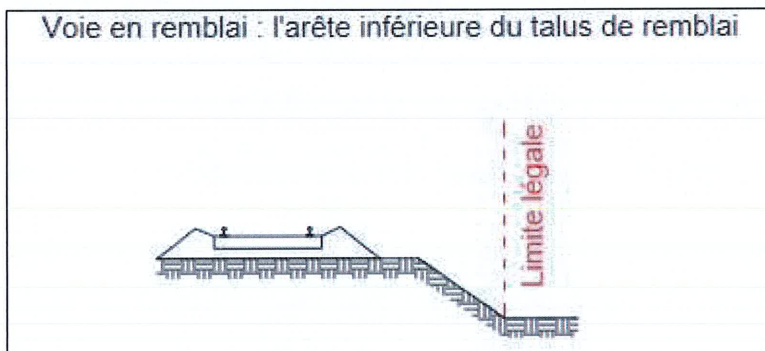 Voie en remblai : l'arête inférieure du talus de remblai
Limite légale